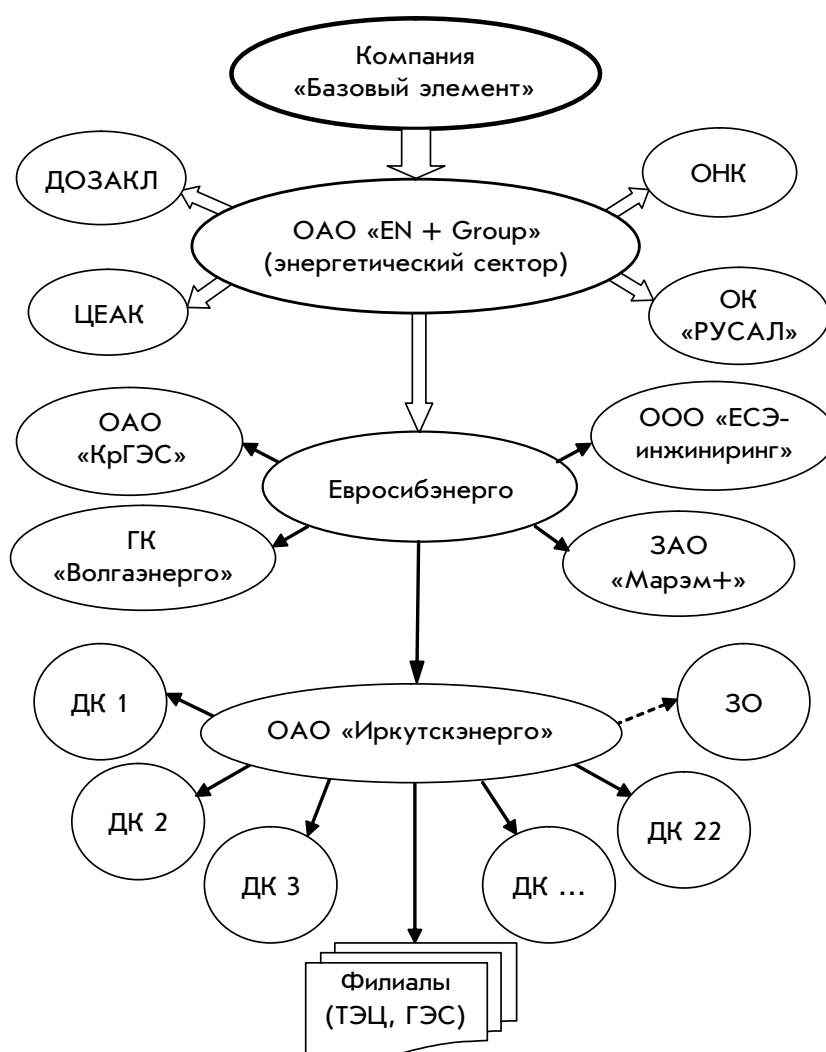 Компания
«Базовый элемент»
ДОЗАКЛ
ОНК
ОАО «EN + Group»
(энергетический сектор)
ЦЕАК
ОК
«РУСАЛ»
ОАО
«КрГЭС»
ООО «ЕСЭ-
инжиниринг»
Евросибэнерго
ГК
«Волгаэнерго»
ЗАО
«Марэм+»
ДК 1
ОАО «Иркутскэнерго»
ЗО
ДК 2
ДК 22
ДК 3
ДК ...
Филиалы
(ТЭЦ, ГЭС)